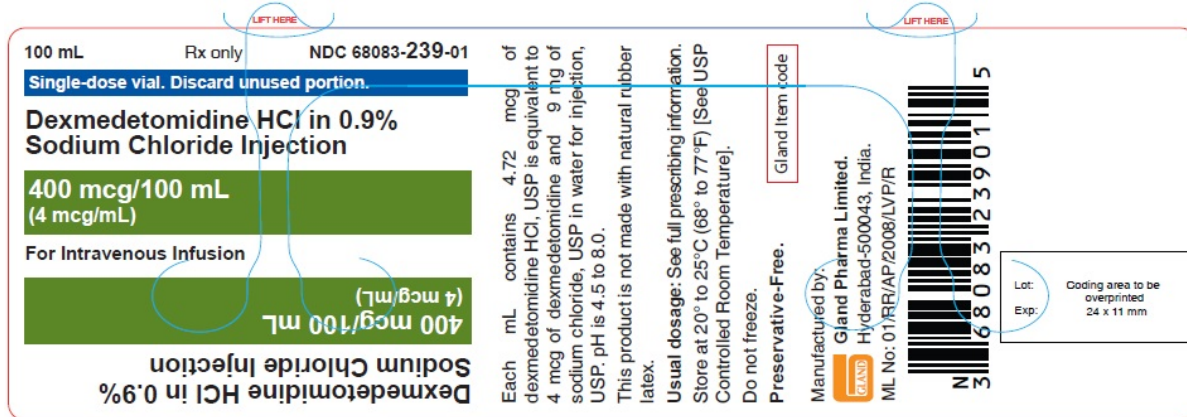 LIFT HERE
LIFT HERE
100 mL Rx only NDC 68083-239-01
Single-dose vial. Discard unused portion.
Dexmedetomidine HCl in 0.9%
Sodium Chloride Injection
400 mcg/100 mL
(4 mcg/mL)
For Intravenous Infusion
Dexmedetomidine HCl in 0.9%
Sodium Chloride Injection
400 mcg/100 mL
(4 mcg/mL)
Each mL contains 4.72 mcg of
dexmedetomidine HCl, USP is equivalent to
4 mcg of dexmedetomidine and 9 mg of
sodium chloride, USP in water for injection,
USP. pH is 4.5 to 8.0.
This product is not made with natural rubber
latex.
Usual dosage: See full prescribing information.
Store at 20° to 25°C (68° to 77°F) [See USP
Controlled Room Temperature].
Do not freeze.
Preservative-Free.
Gland Item code
Manufactured by:
GLAND
Gland Pharma Limited.
Hyderabad-500043, India.
ML No: 01/RR/AP/2008/LVP/R
N
3 68083 23901 5
Lot:
Exp:
Coding area to be
overprinted
24 x 11 mm